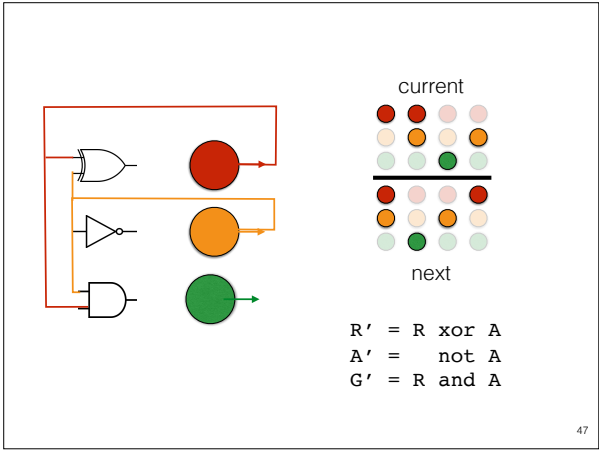 current
next
R' = R xor A
A' =   not A
G' = R and A
47